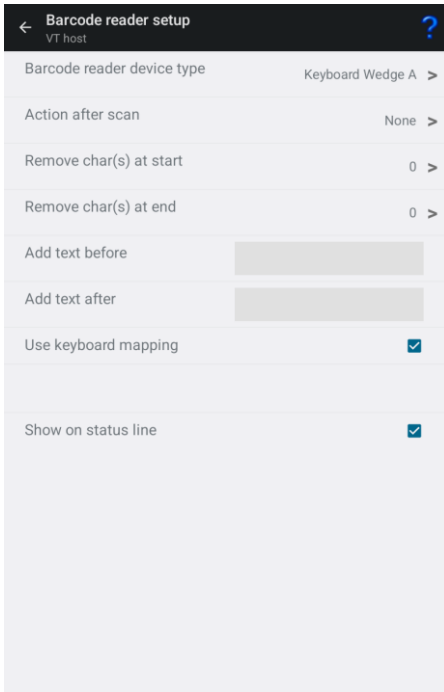 Barcode reader setup
VT host
?
Barcode reader device type Keyboard Wedge A >
Action after scan None >
Remove char(s) at start 0 >
Remove char(s) at end 0 >
Add text before
Add text after
Use keyboard mapping
Show on status line